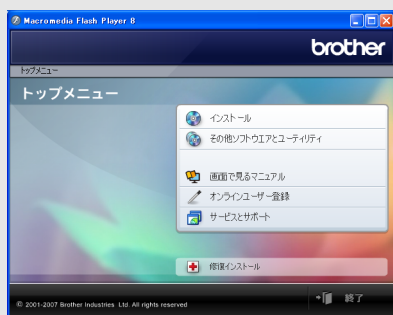 Macromedia Flash Player 8
brother
トップメニュー
トップメニュー
インストール
その他ソフトウエアとユーティリティ
画面で見るマニュアル
オンラインユーザー登録
サービスとサポート
修復インストール
© 2001-2007 Brother Industries Ltd. All rights reserved
終了